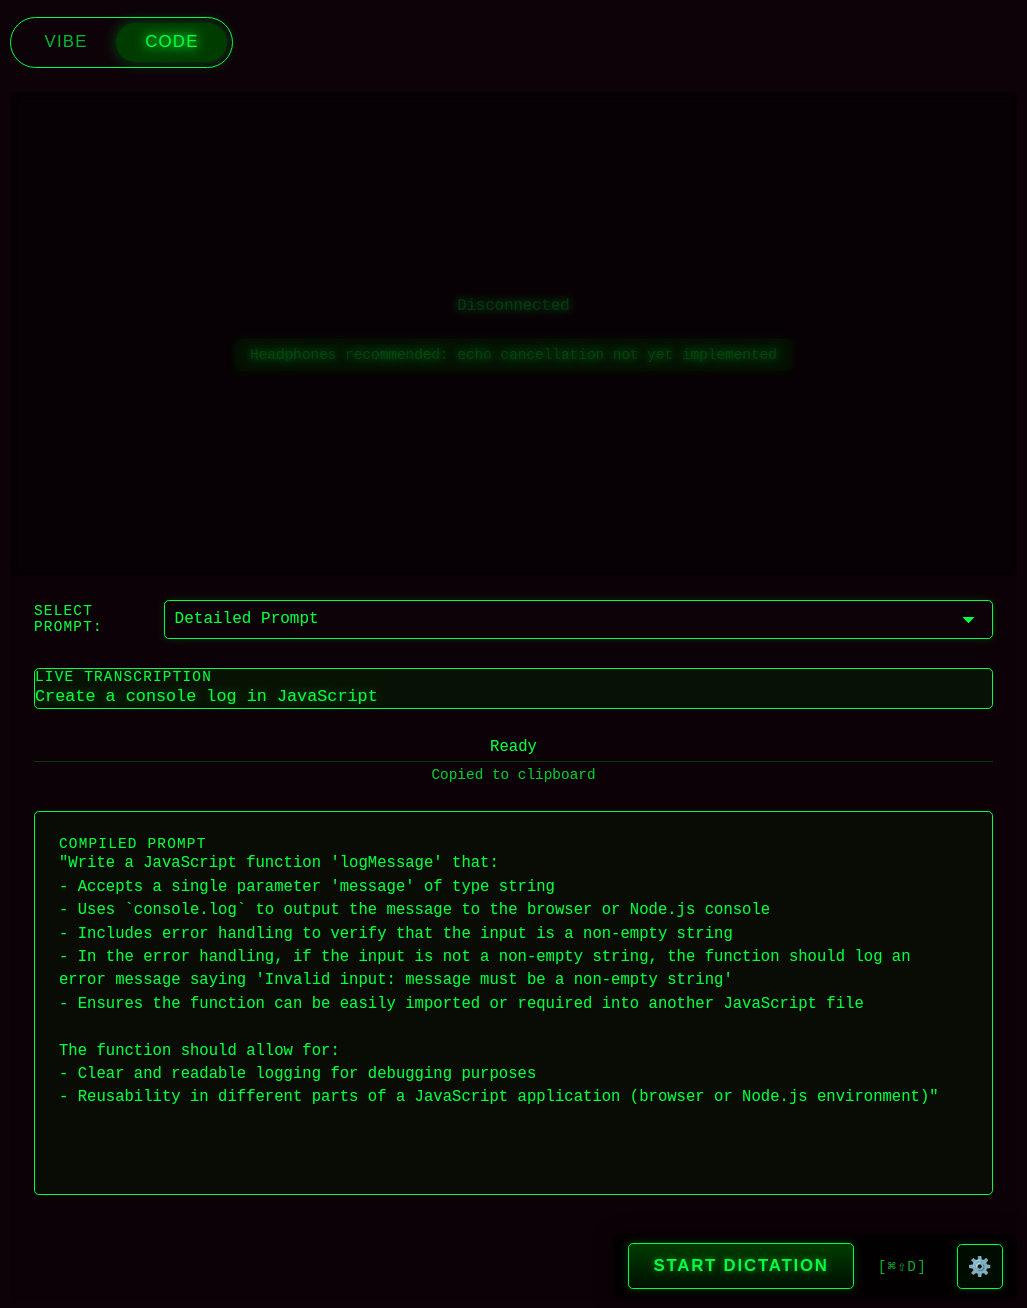 VIBE CODE
Disconnected
Headphones recommended: echo cancellation not yet implemented
SELECT
PROMPT:
Detailed Prompt
LIVE TRANSCRIPTION
Create a console log in JavaScript
Ready
Copied to clipboard
COMPILED PROMPT
"Write a JavaScript function 'logMessage' that:
- Accepts a single parameter 'message' of type string
- Uses `console.log` to output the message to the browser or Node.js console
- Includes error handling to verify that the input is a non-empty string
- In the error handling, if the input is not a non-empty string, the function should log an
error message saying 'Invalid input: message must be a non-empty string'
- Ensures the function can be easily imported or required into another JavaScript file

The function should allow for:
- Clear and readable logging for debugging purposes
- Reusability in different parts of a JavaScript application (browser or Node.js environment)"
START DICTATION [⌘⇧D]